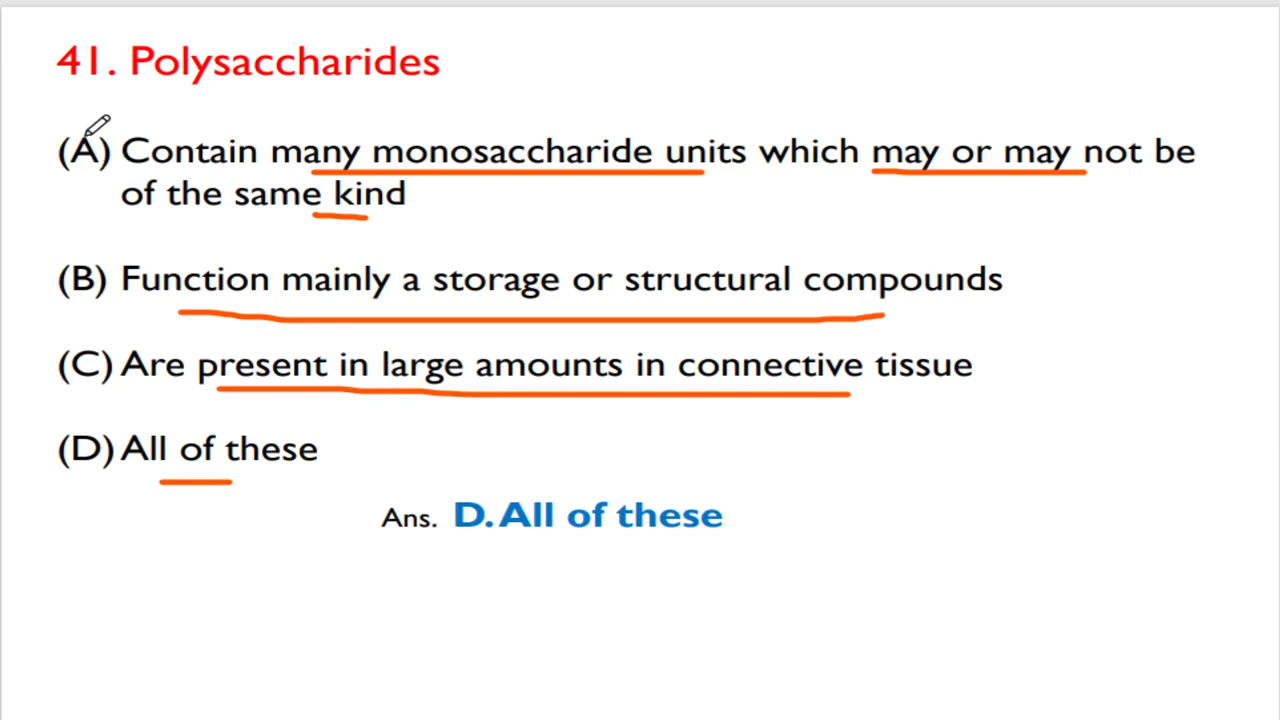 41. Polysaccharides
(A) Contain many monosaccharide units which may or may not be
of the same kind
(B) Function mainly a storage or structural compounds
(C) Are present in large amounts in connective tissue
(D) All of these
Ans. D. All of these